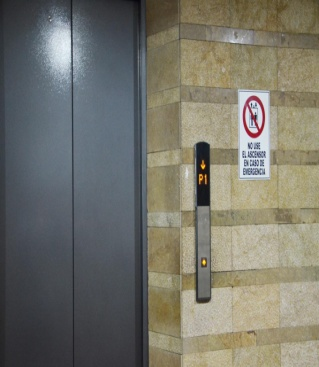 P1
NO USE
EL ASCENSOR
EN CASO DE
EMERGENCIA